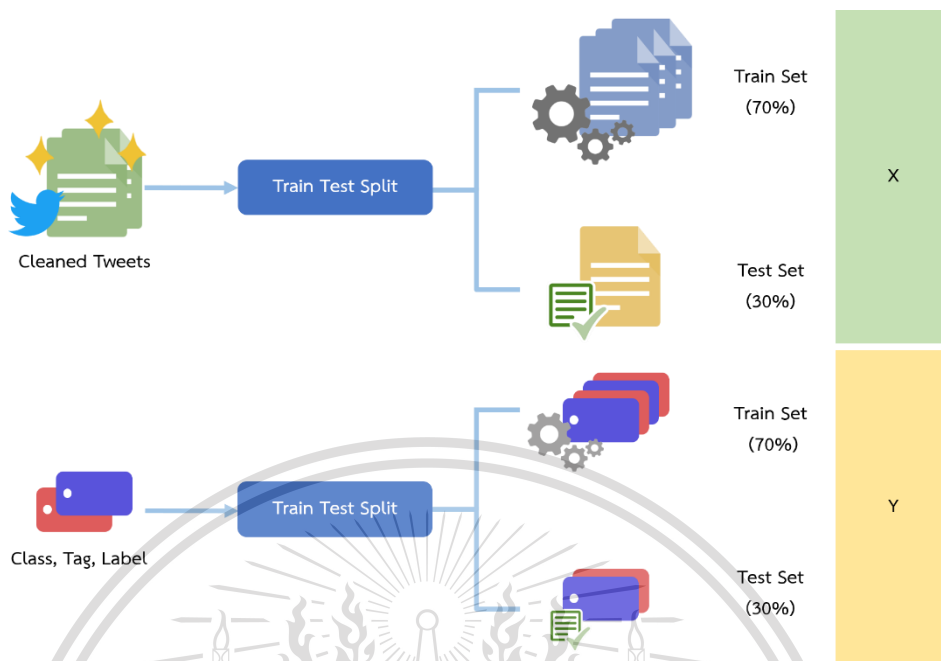 Train Set
(70%)
X
Train Test Split
Cleaned Tweets
Test Set
(30%)
Train Set
(70%)
Y
Train Test Split
Class, Tag, Label
Test Set
(30%)